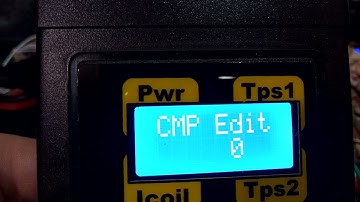 Pwr Tps1
CMP Edit
0
Icoil Tps2